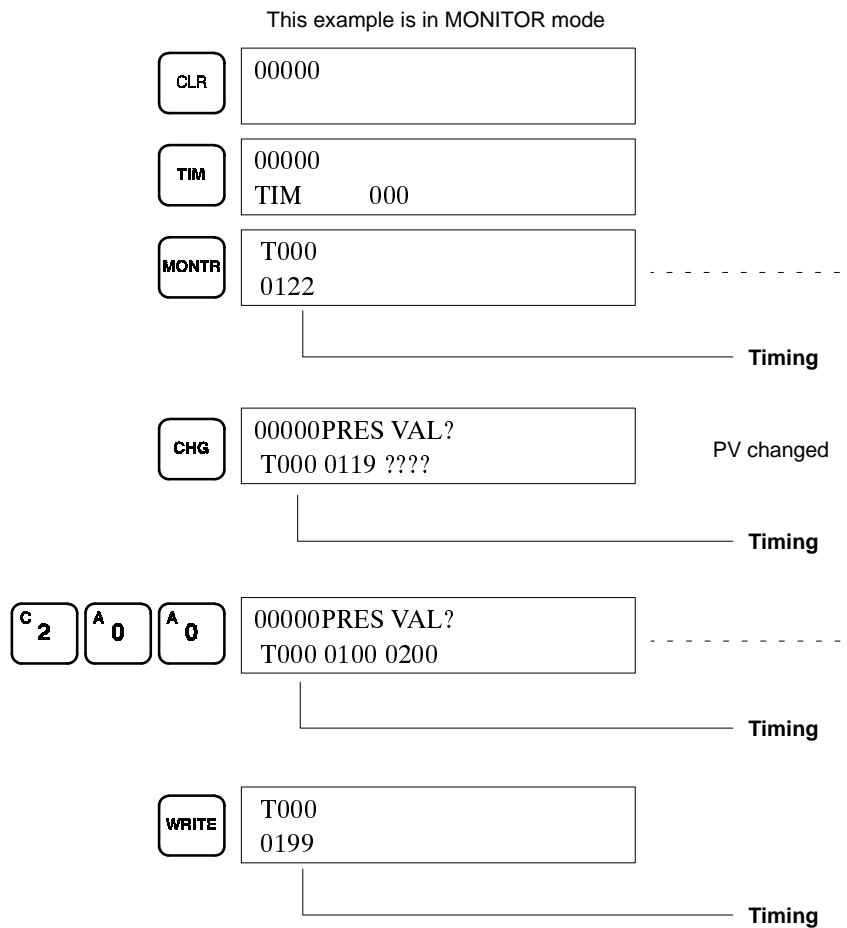 This example is in MONITOR mode
CLR
00000
TIM
00000
TIM 000
MONTR
T000
0122
Timing
CHG
00000PRES VAL?
T000 0119 ????
PV changed
Timing
C 2 A 0 A 0
00000PRES VAL?
T000 0100 0200
Timing
WRITE
T000
0199
Timing